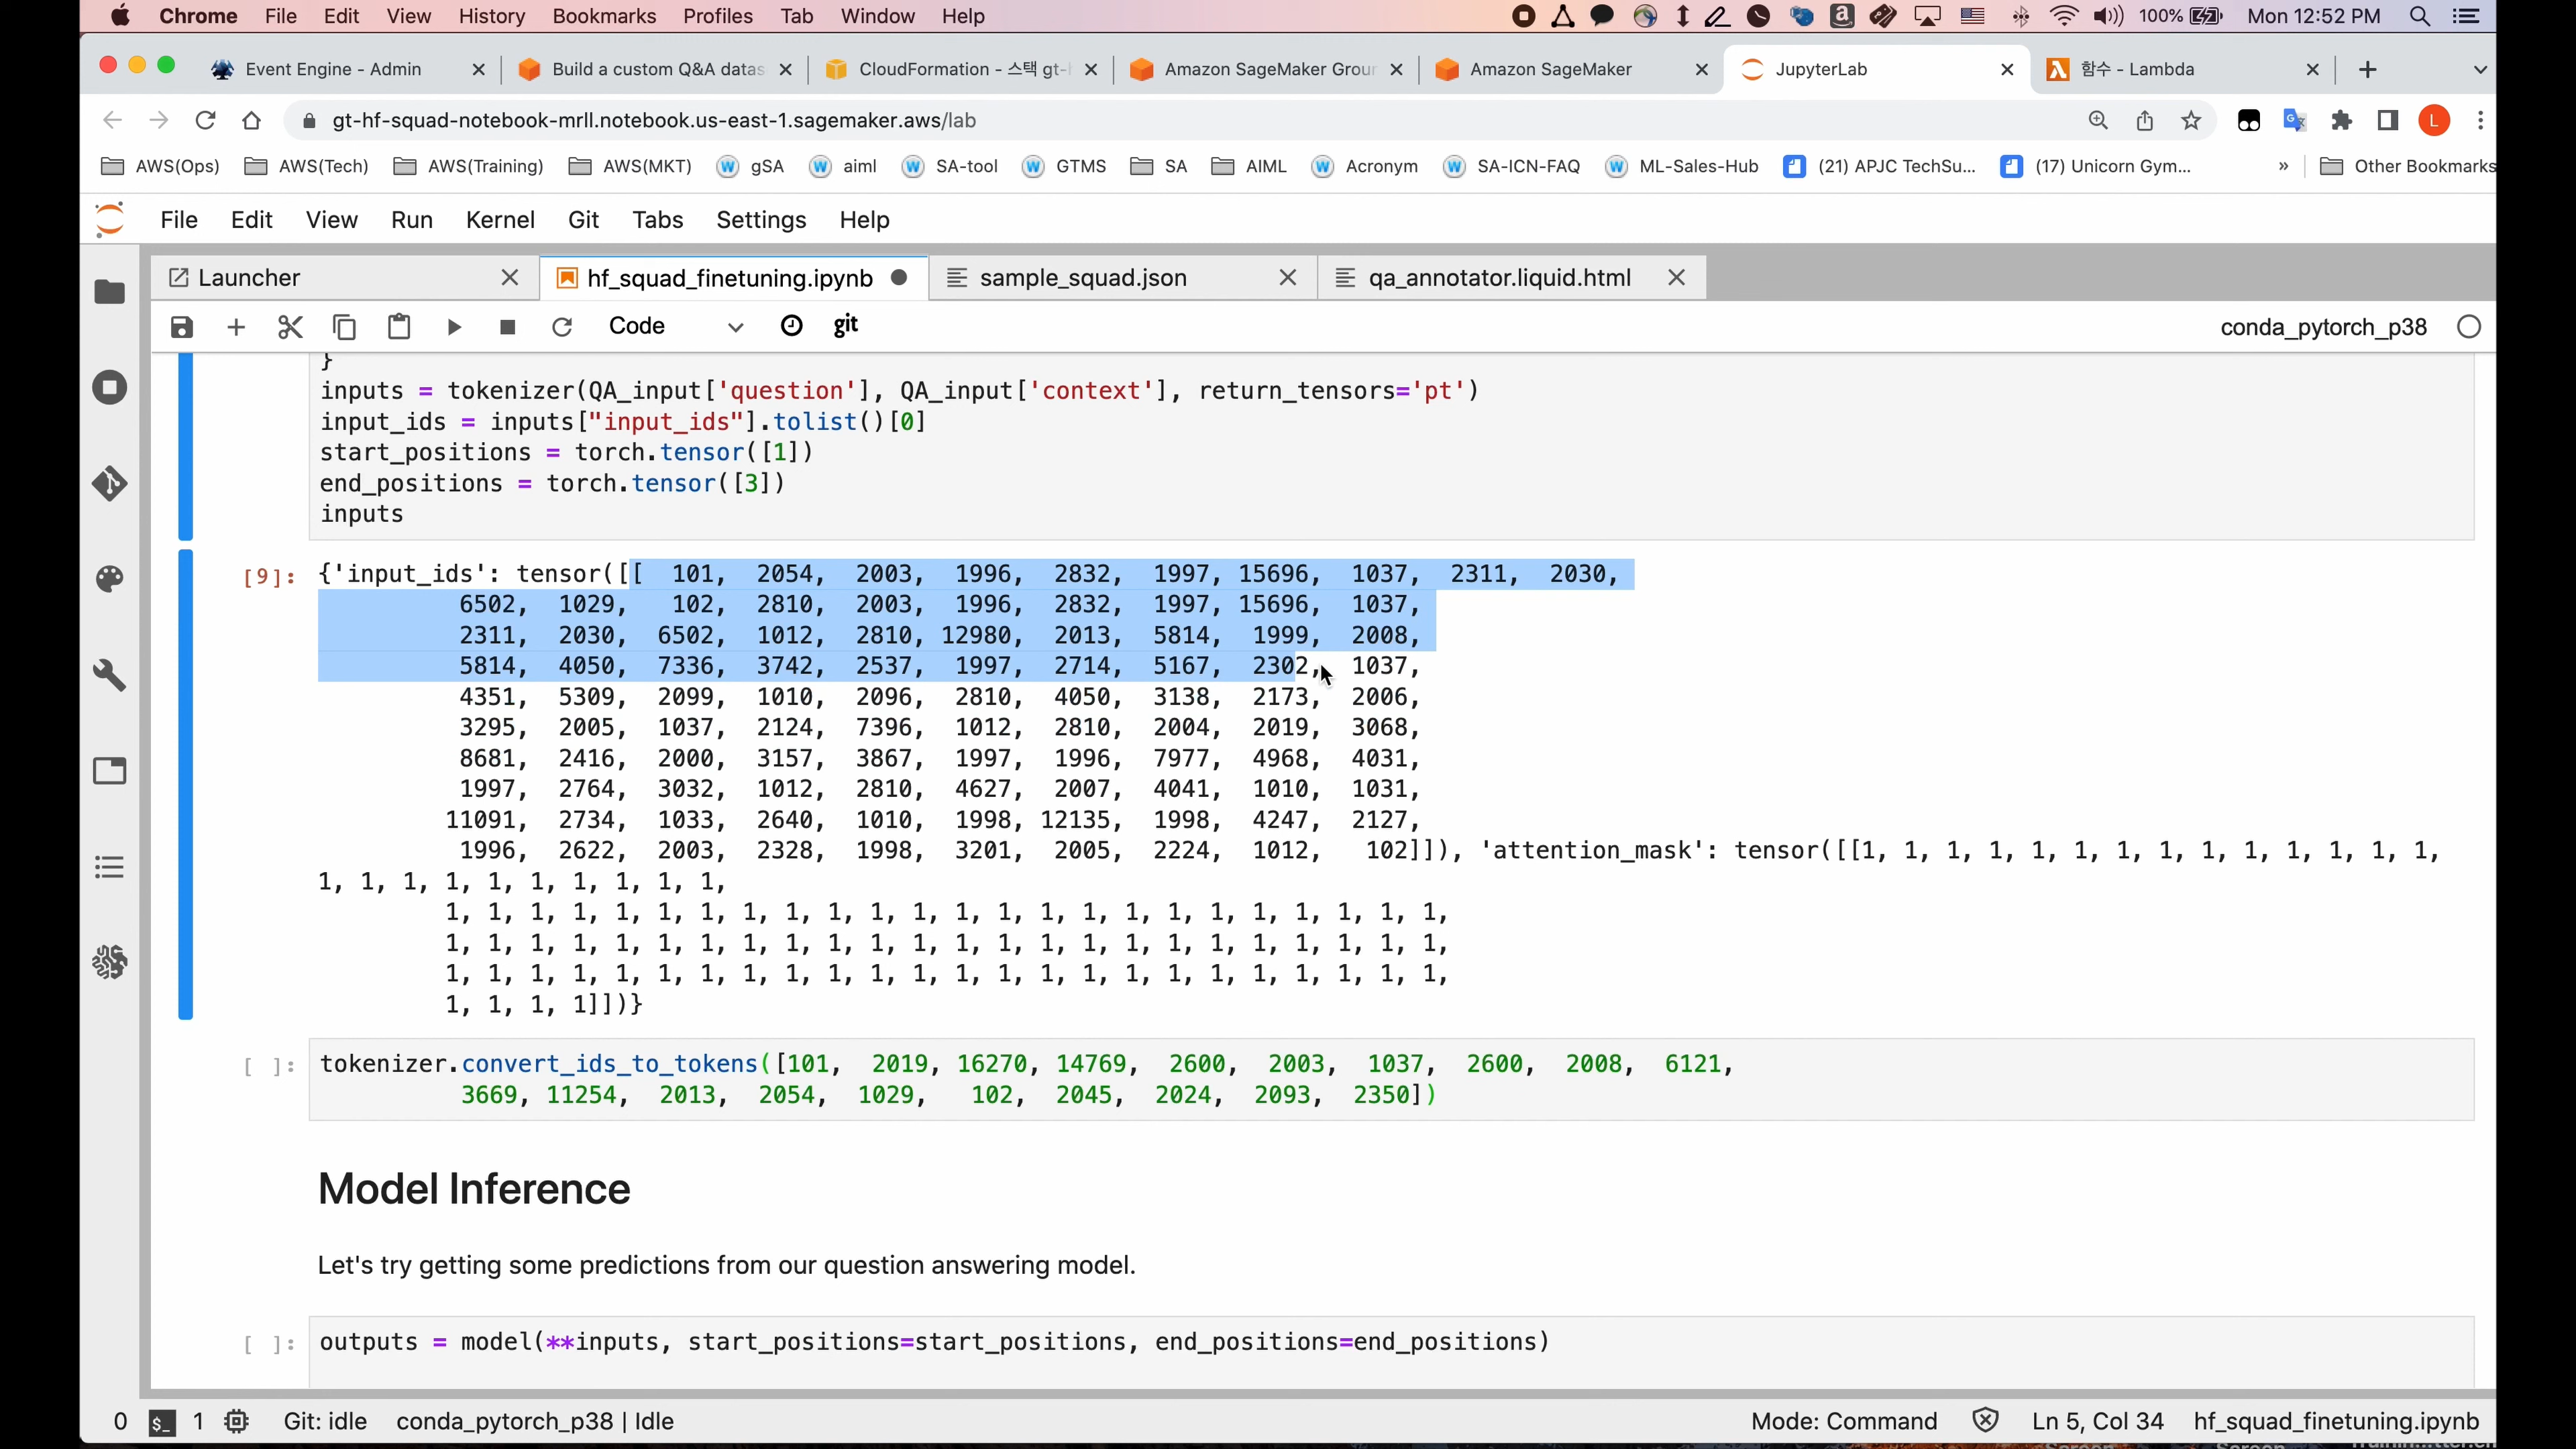 Chrome File Edit View History Bookmarks Profiles Tab Window Help 100% Mon 12:52 PM
Event Engine - Admin Build a custom Q&A datas CloudFormation - 스택 gt- Amazon SageMaker Groun Amazon SageMaker JupyterLab 함수 - Lambda
gt-hf-squad-notebook-mrll.notebook.us-east-1.sagemaker.aws/lab L
AWS(Ops) AWS(Tech) AWS(Training) AWS(MKT) gSA aiml SA-tool GTMS SA AIML Acronym SA-ICN-FAQ ML-Sales-Hub (21) APJC TechSu... (17) Unicorn Gym... » Other Bookmarks
File Edit View Run Kernel Git Tabs Settings Help
Launcher hf_squad_finetuning.ipynb sample_squad.json qa_annotator.liquid.html
Code git conda_pytorch_p38
}
inputs = tokenizer(QA_input['question'], QA_input['context'], return_tensors='pt')
input_ids = inputs["input_ids"].tolist()[0]
start_positions = torch.tensor([1])
end_positions = torch.tensor([3])
inputs
[9]: {'input_ids': tensor([[ 101, 2054, 2003, 1996, 2832, 1997, 15696, 1037, 2311, 2030,
6502, 1029, 102, 2810, 2003, 1996, 2832, 1997, 15696, 1037,
2311, 2030, 6502, 1012, 2810, 12980, 2013, 5814, 1999, 2008,
5814, 4050, 7336, 3742, 2537, 1997, 2714, 5167, 2302, 1037,
4351, 5309, 2099, 1010, 2096, 2810, 4050, 3138, 2173, 2006,
3295, 2005, 1037, 2124, 7396, 1012, 2810, 2004, 2019, 3068,
8681, 2416, 2000, 3157, 3867, 1997, 1996, 7977, 4968, 4031,
1997, 2764, 3032, 1012, 2810, 4627, 2007, 4041, 1010, 1031,
11091, 2734, 1033, 2640, 1010, 1998, 12135, 1998, 4247, 2127,
1996, 2622, 2003, 2328, 1998, 3201, 2005, 2224, 1012, 102]]), 'attention_mask': tensor([[1, 1, 1, 1, 1, 1, 1, 1, 1, 1, 1, 1, 1, 1,
1, 1, 1, 1, 1, 1, 1, 1, 1, 1,
1, 1, 1, 1, 1, 1, 1, 1, 1, 1, 1, 1, 1, 1, 1, 1, 1, 1, 1, 1, 1, 1, 1, 1,
1, 1, 1, 1, 1, 1, 1, 1, 1, 1, 1, 1, 1, 1, 1, 1, 1, 1, 1, 1, 1, 1, 1, 1,
1, 1, 1, 1, 1, 1, 1, 1, 1, 1, 1, 1, 1, 1, 1, 1, 1, 1, 1, 1, 1, 1, 1, 1,
1, 1, 1, 1]])}
[ ]: tokenizer.convert_ids_to_tokens([101, 2019, 16270, 14769, 2600, 2003, 1037, 2600, 2008, 6121,
3669, 11254, 2013, 2054, 1029, 102, 2045, 2024, 2093, 2350])
Model Inference
Let's try getting some predictions from our question answering model.
[ ]: outputs = model(**inputs, start_positions=start_positions, end_positions=end_positions)
0 $_ 1 Git: idle conda_pytorch_p38 | Idle Mode: Command Ln 5, Col 34 hf_squad_finetuning.ipynb